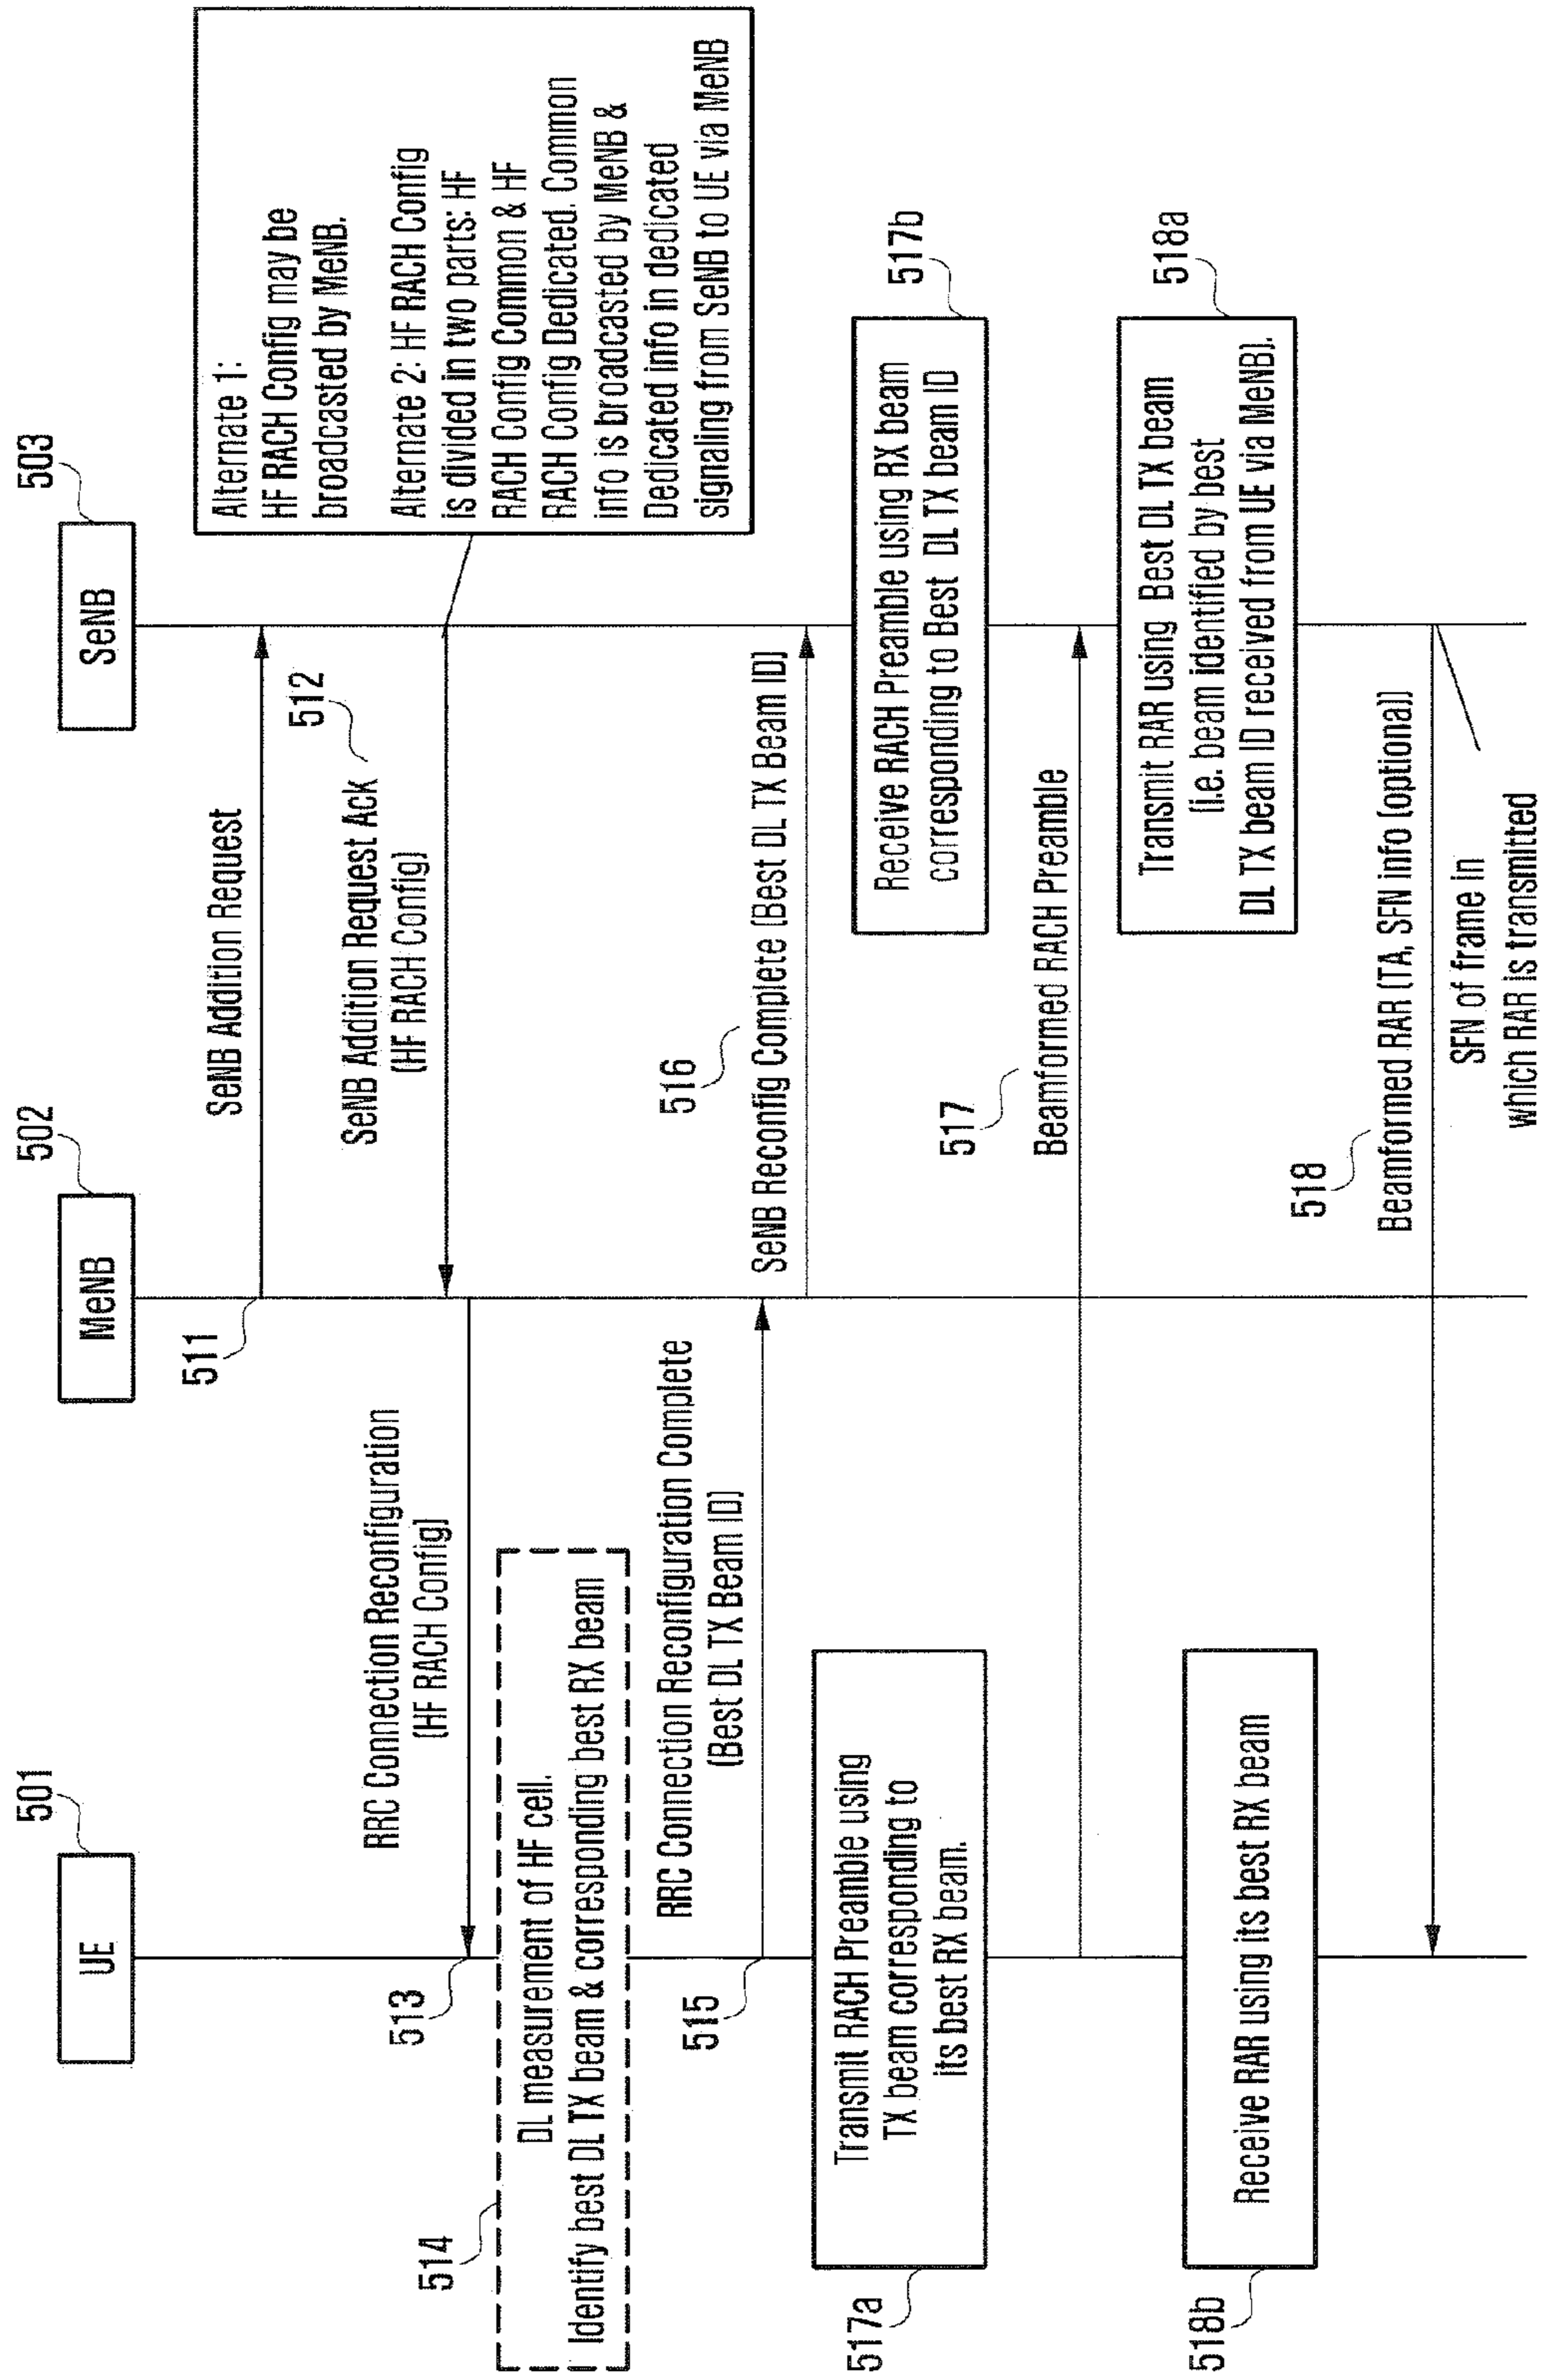 UE
501
MeNB
502
SeNB
503
511
SeNB Addition Request
512
SeNB Addition Request Ack
(HF RACH Config)
Alternate 1:
HF RACH Config may be
broadcasted by MeNB.
Alternate 2: HF RACH Config
is divided in two parts: HF
RACH Config Common & HF
RACH Config Dedicated. Common
info is broadcasted by MeNB &
Dedicated info in dedicated
signaling from SeNB to UE via MeNB
RRC Connection Reconfiguration
(HF RACH Config)
513
514
DL measurement of HF cell.
Identify best DL TX beam & corresponding best RX beam
RRC Connection Reconfiguration Complete
(Best DL TX Beam ID)
515
516
SeNB Reconfig Complete (Best DL TX Beam ID)
517a
Transmit RACH Preamble using
TX beam corresponding to
its best RX beam.
517b
Receive RACH Preamble using RX beam
corresponding to Best DL TX beam ID
517
Beamformed RACH Preamble
518a
Transmit RAR using Best DL TX beam
(i.e. beam identified by best
DL TX beam ID received from UE via MeNB).
518b
Receive RAR using its best RX beam
518
Beamformed RAR (TA, SFN info (optional))
SFN of frame in
which RAR is transmitted